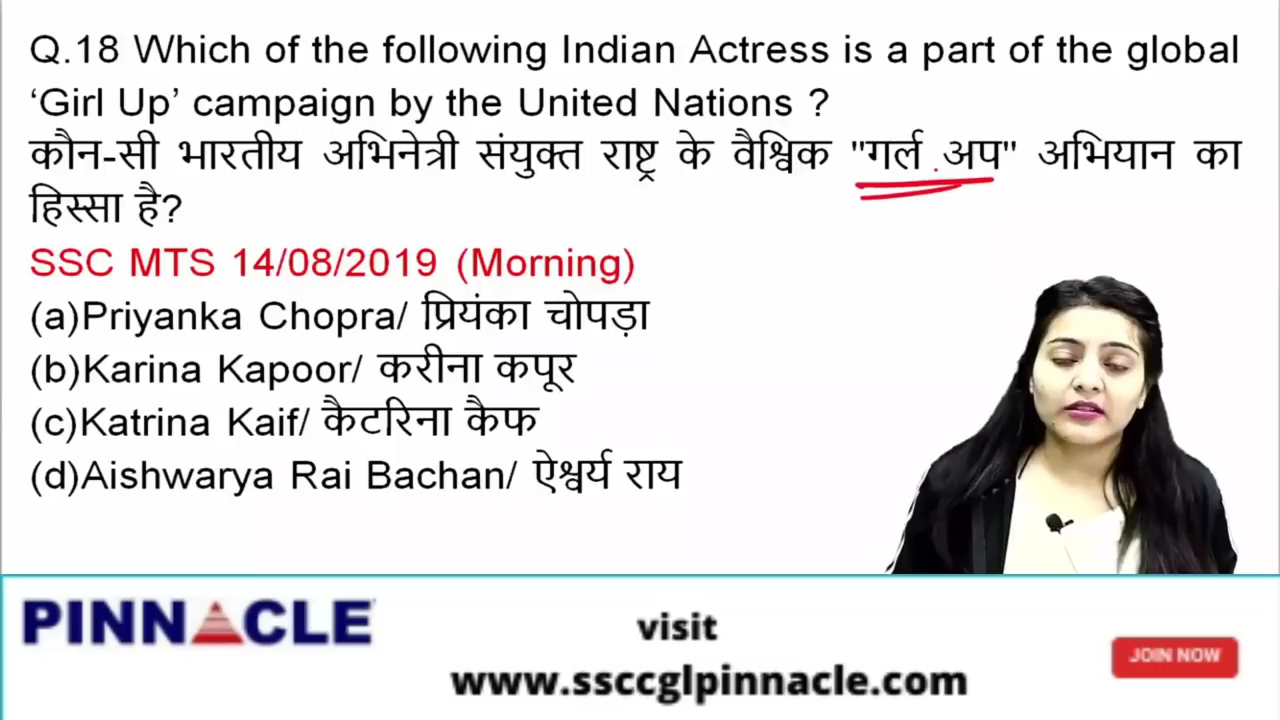 Q.18 Which of the following Indian Actress is a part of the global
‘Girl Up’ campaign by the United Nations ?
कौन-सी भारतीय अभिनेत्री संयुक्त राष्ट्र के वैश्विक "गर्ल अप" अभियान का
हिस्सा है?
SSC MTS 14/08/2019 (Morning)
(a)Priyanka Chopra/ प्रियंका चोपड़ा
(b)Karina Kapoor/ करीना कपूर
(c)Katrina Kaif/ कैटरिना कैफ
(d)Aishwarya Rai Bachan/ ऐश्वर्य राय
PINNACLE
visit
www.ssccglpinnacle.com
JOIN NOW